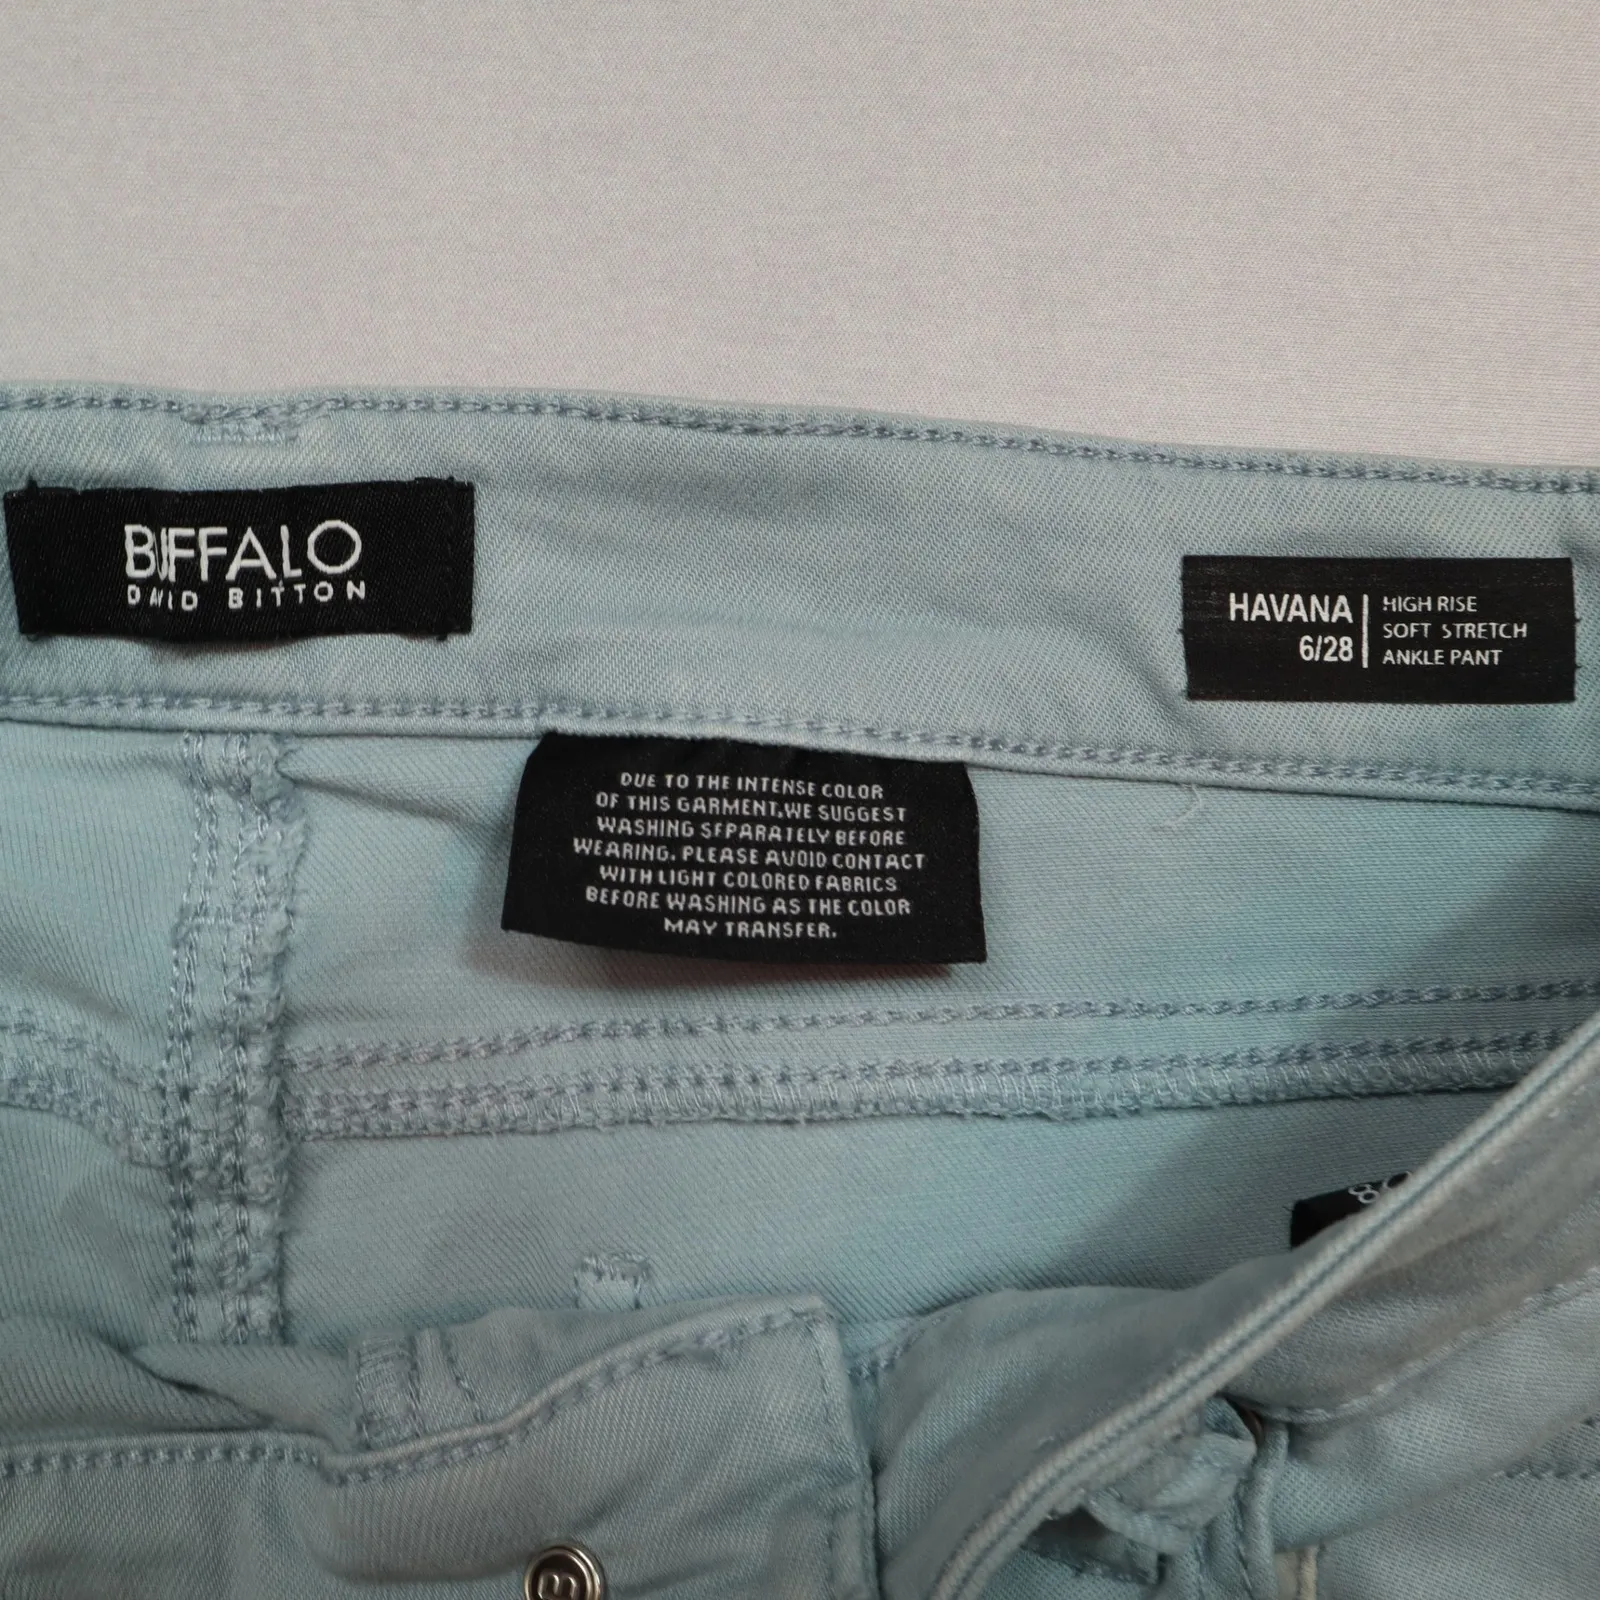 BUFFALO
DAVID BITTON
HAVANA
6/28
HIGH RISE
SOFT STRETCH
ANKLE PANT
DUE TO THE INTENSE COLOR
OF THIS GARMENT,WE SUGGEST
WASHING SEPARATELY BEFORE
WEARING. PLEASE AVOID CONTACT
WITH LIGHT COLORED FABRICS
BEFORE WASHING AS THE COLOR
MAY TRANSFER.
B